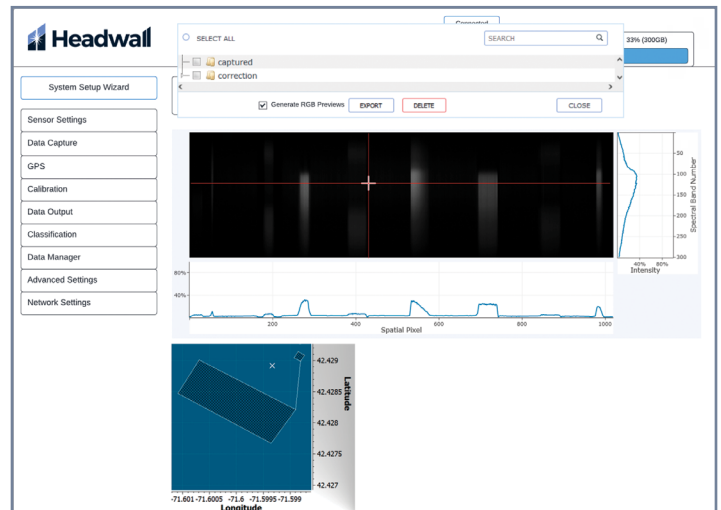 Headwall
SELECT ALL
SEARCH
33% (300GB)
captured
correction
Generate RGB Previews
EXPORT
DELETE
CLOSE
System Setup Wizard
Sensor Settings
Data Capture
GPS
Calibration
Data Output
Classification
Data Manager
Advanced Settings
Network Settings
50
100
150
200
250
300
Spectral Band Number
40% 80%
Intensity
80%
40%
200 400 600 800 1000
Spatial Pixel
42.429
42.4285
42.428
42.4275
42.427
Latitude
-71.601 -71.6005 -71.6 -71.5995 -71.599
Longitude